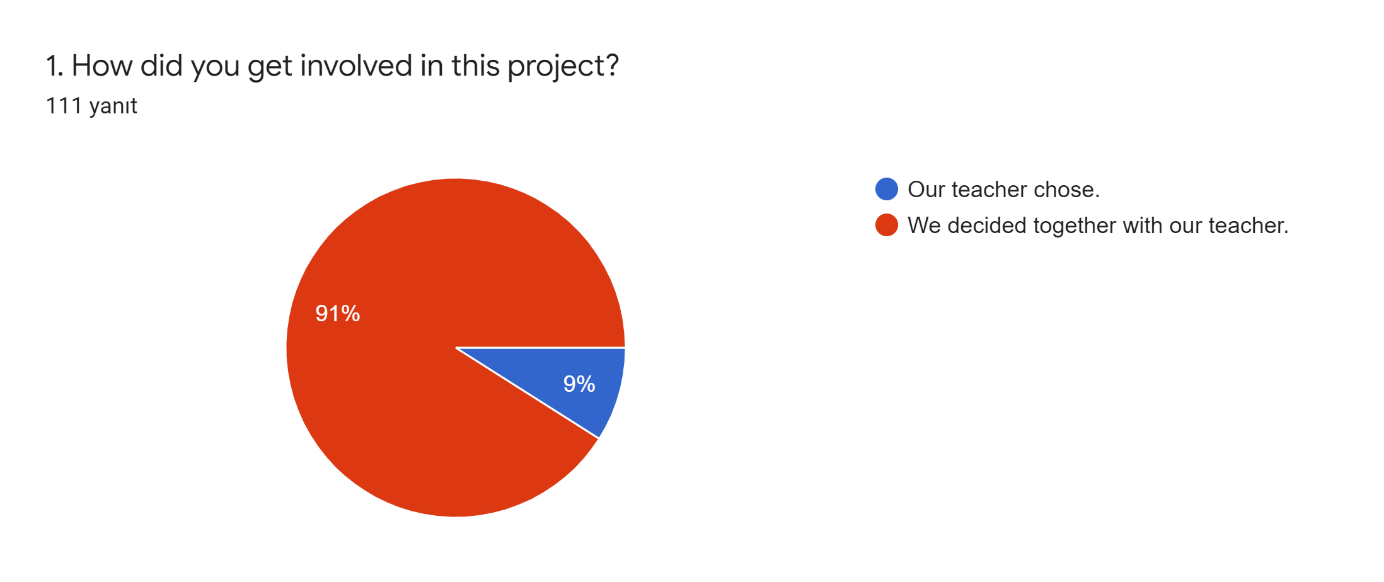 1. How did you get involved in this project?
111 yanıt
Our teacher chose.
We decided together with our teacher.
91%
9%